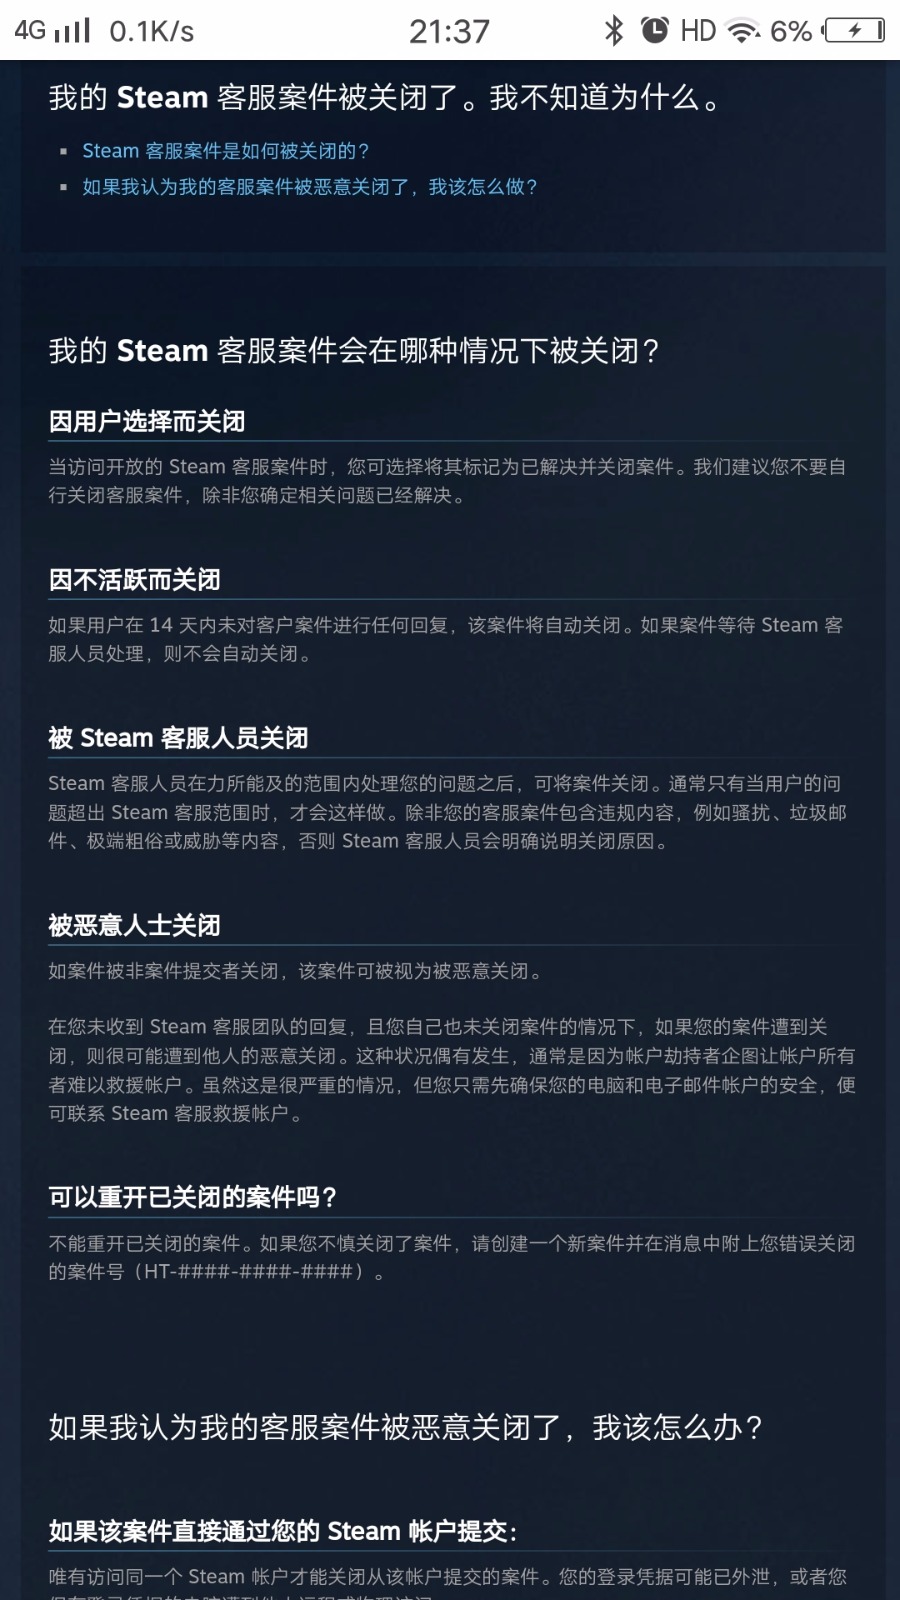 4G 0.1K/s 21:37 HD 6%
我的 Steam 客服案件被关闭了。我不知道为什么。
Steam 客服案件是如何被关闭的？
如果我认为我的客服案件被恶意关闭了，我该怎么做？
我的 Steam 客服案件会在哪种情况下被关闭？
因用户选择而关闭
当访问开放的 Steam 客服案件时，您可选择将其标记为已解决并关闭案件。我们建议您不要自
行关闭客服案件，除非您确定相关问题已经解决。
因不活跃而关闭
如果用户在 14 天内未对客户案件进行任何回复，该案件将自动关闭。如果案件等待 Steam 客
服人员处理，则不会自动关闭。
被 Steam 客服人员关闭
Steam 客服人员在力所能及的范围内处理您的问题之后，可将案件关闭。通常只有当用户的问
题超出 Steam 客服范围时，才会这样做。除非您的客服案件包含违规内容，例如骚扰、垃圾邮
件、极端粗俗或威胁等内容，否则 Steam 客服人员会明确说明关闭原因。
被恶意人士关闭
如案件被非案件提交者关闭，该案件可被视为被恶意关闭。
在您未收到 Steam 客服团队的回复，且您自己也未关闭案件的情况下，如果您的案件遭到关
闭，则很可能遭到他人的恶意关闭。这种状况偶有发生，通常是因为帐户劫持者企图让帐户所有
者难以救援帐户。虽然这是很严重的情况，但您只需先确保您的电脑和电子邮件帐户的安全，便
可联系 Steam 客服救援帐户。
可以重开已关闭的案件吗？
不能重开已关闭的案件。如果您不慎关闭了案件，请创建一个新案件并在消息中附上您错误关闭
的案件号（HT-####-####-####）。
如果我认为我的客服案件被恶意关闭了，我该怎么办？
如果该案件直接通过您的 Steam 帐户提交：
唯有访问同一个 Steam 帐户才能关闭从该帐户提交的案件。您的登录凭据可能已外泄，或者您